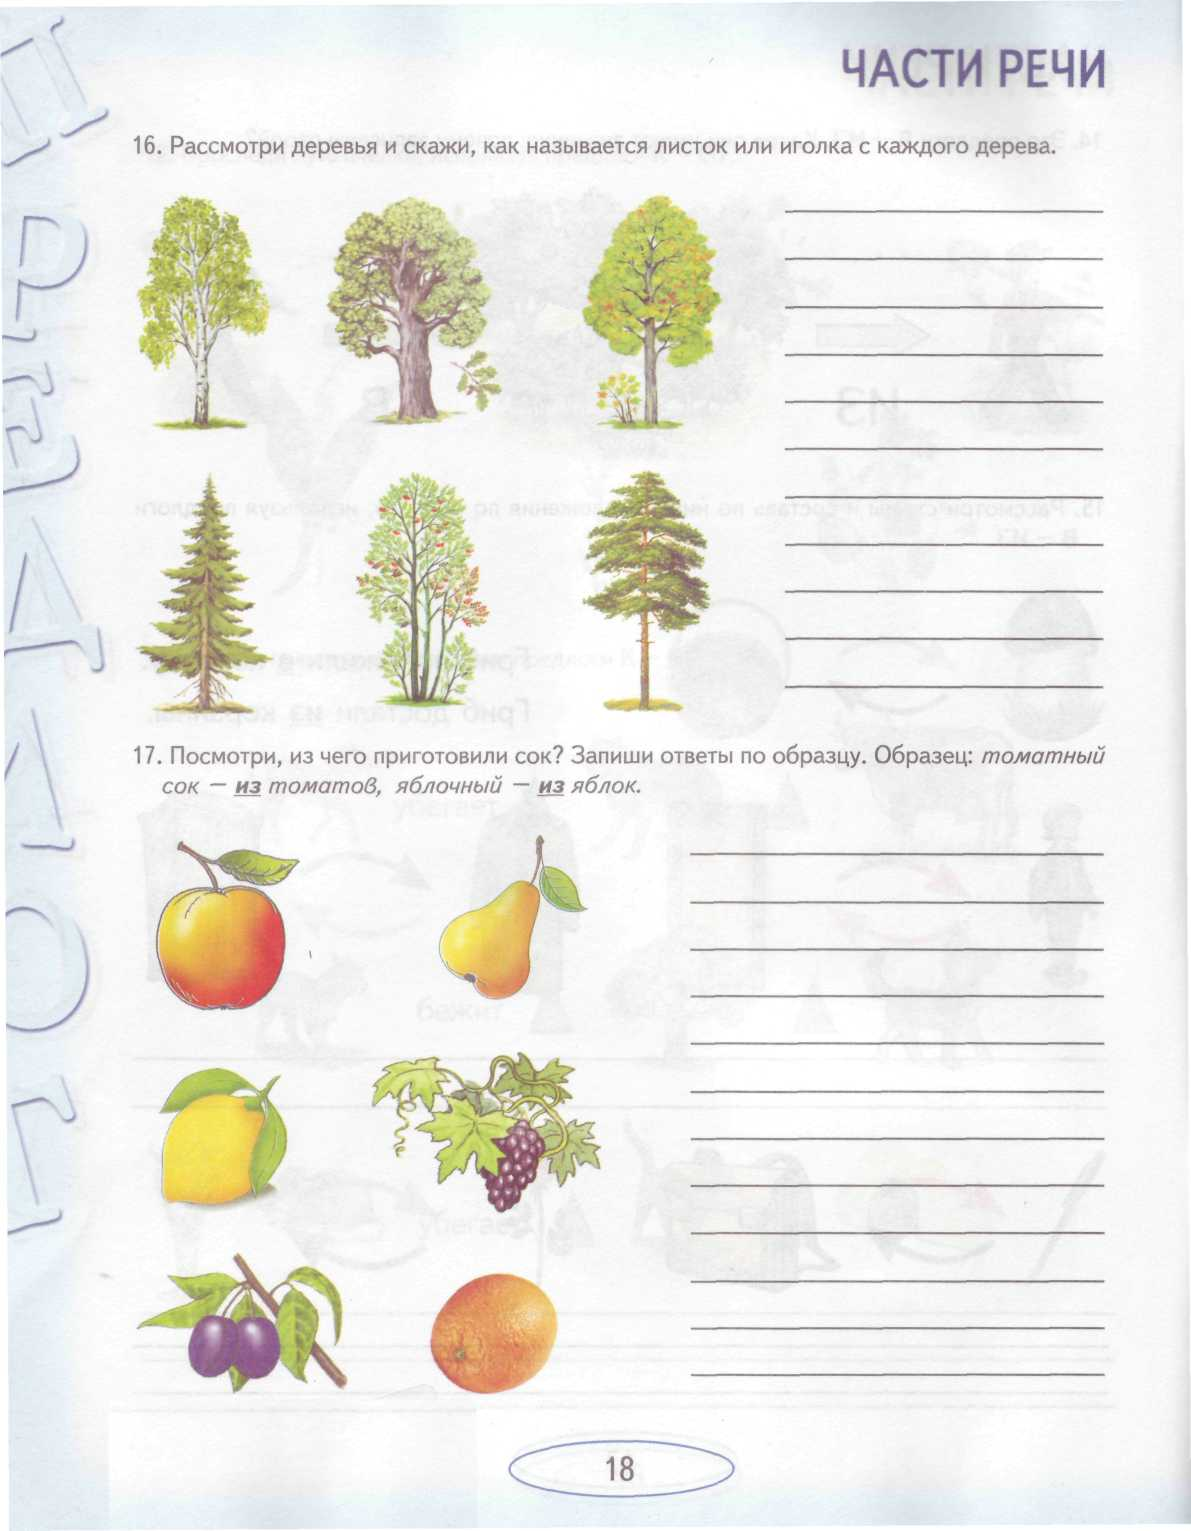 ПРЕДЛОГ
ЧАСТИ РЕЧИ
16. Рассмотри деревья и скажи, как называется листок или иголка с каждого дерева.
17. Посмотри, из чего приготовили сок? Запиши ответы по образцу. Образец: томатный
сок — из томатов, яблочный — из яблок.
18